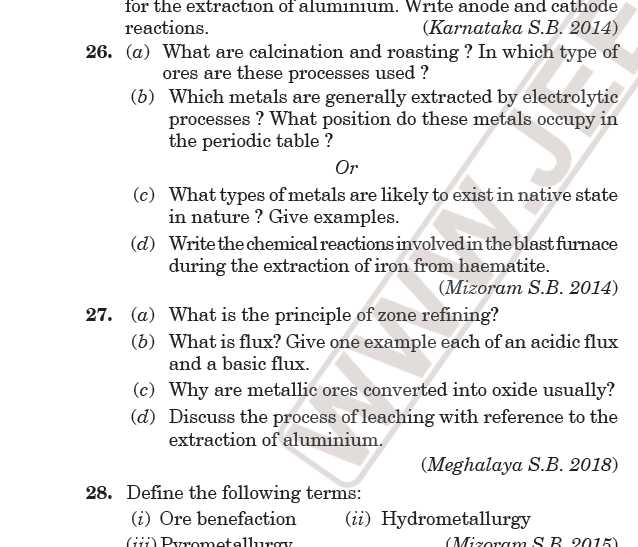 for the extraction of aluminium. Write anode and cathode
reactions. (Karnataka S.B. 2014)
26. (a) What are calcination and roasting ? In which type of
ores are these processes used ?
(b) Which metals are generally extracted by electrolytic
processes ? What position do these metals occupy in
the periodic table ?
Or
(c) What types of metals are likely to exist in native state
in nature ? Give examples.
(d) Write the chemical reactions involved in the blast furnace
during the extraction of iron from haematite.
(Mizoram S.B. 2014)
27. (a) What is the principle of zone refining?
(b) What is flux? Give one example each of an acidic flux
and a basic flux.
(c) Why are metallic ores converted into oxide usually?
(d) Discuss the process of leaching with reference to the
extraction of aluminium.
(Meghalaya S.B. 2018)
28. Define the following terms:
(i) Ore benefaction (ii) Hydrometallurgy
(iii) Pyrometallurgy (Mizoram S.B. 2015)
WWW.JEE